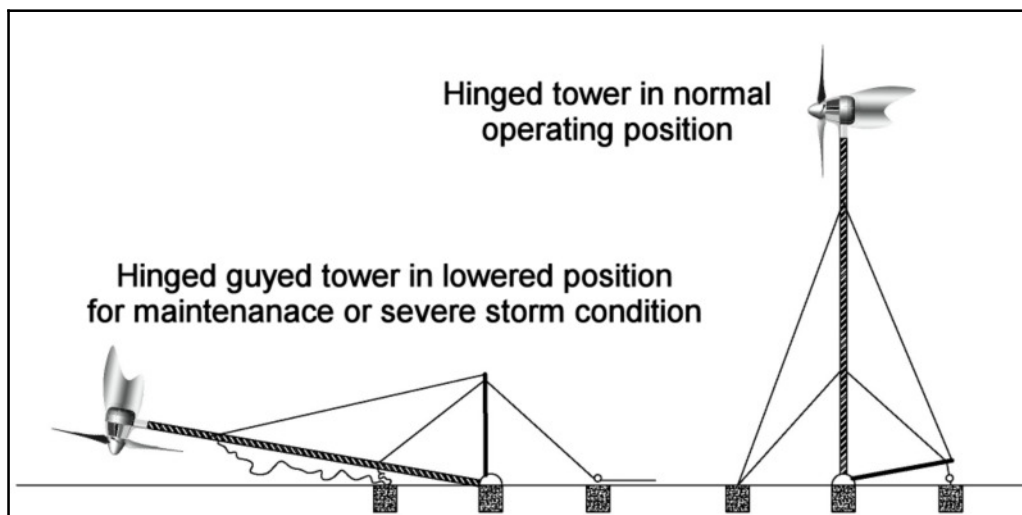 Hinged tower in normal
operating position
Hinged guyed tower in lowered position
for maintenanace or severe storm condition